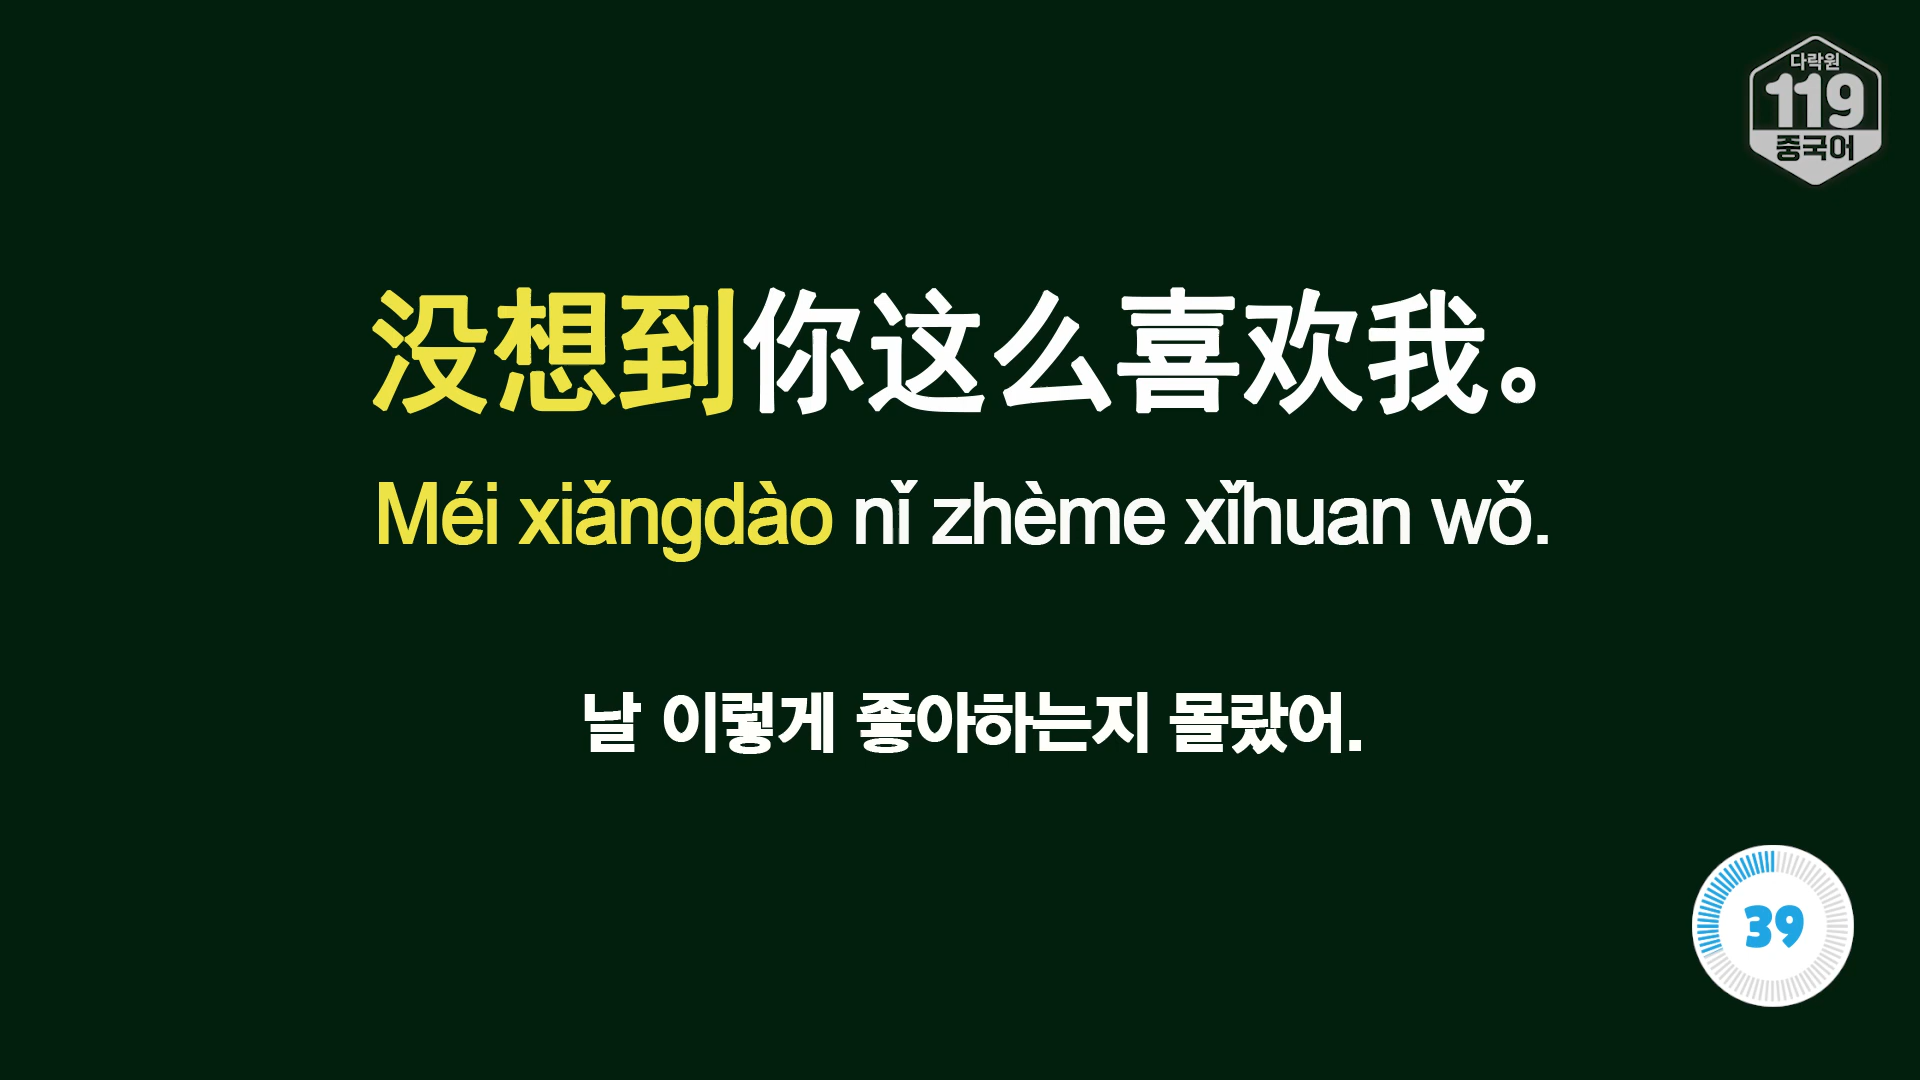 다락원
119
중국어
没想到你这么喜欢我。
Méi xiǎngdào nǐ zhème xǐhuan wǒ.
날 이렇게 좋아하는지 몰랐어.
39